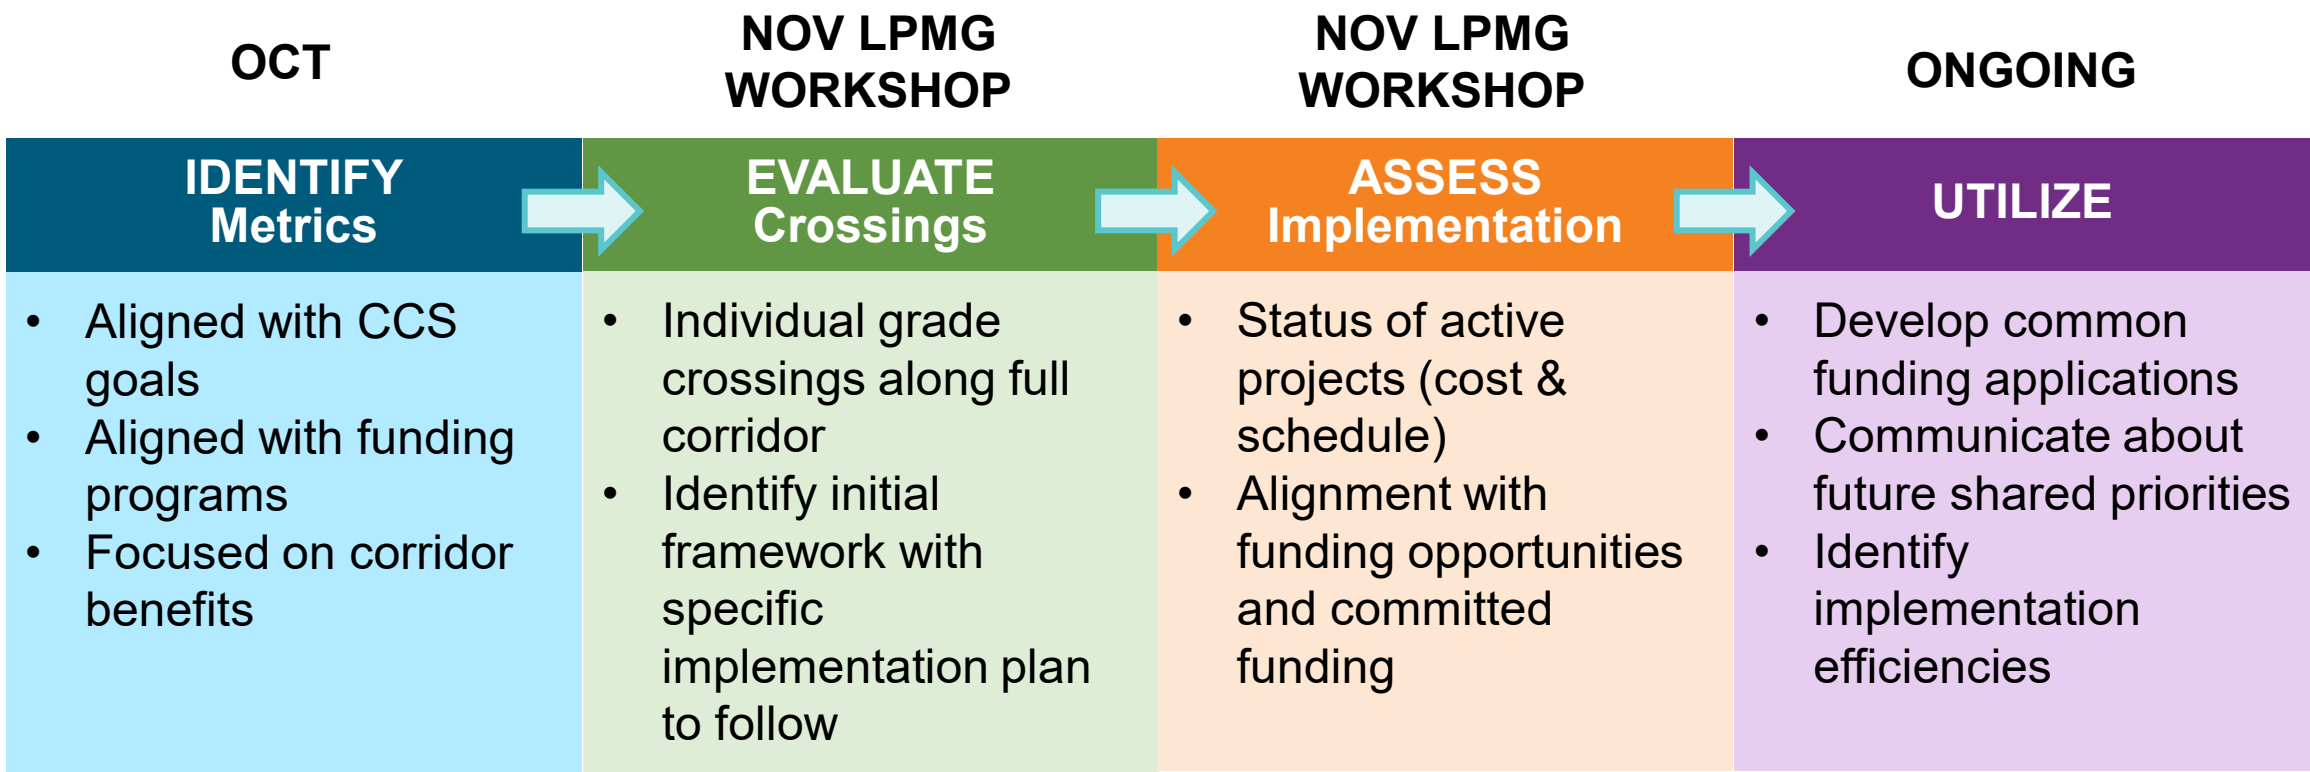 OCT
NOV LPMG
WORKSHOP
NOV LPMG
WORKSHOP
ONGOING
IDENTIFY
Metrics
EVALUATE
Crossings
ASSESS
Implementation
UTILIZE
• Aligned with CCS
goals
• Aligned with funding
programs
• Focused on corridor
benefits
• Individual grade
crossings along full
corridor
• Identify initial
framework with
specific
implementation plan
to follow
• Status of active
projects (cost &
schedule)
• Alignment with
funding opportunities
and committed
funding
• Develop common
funding applications
• Communicate about
future shared priorities
• Identify
implementation
efficiencies